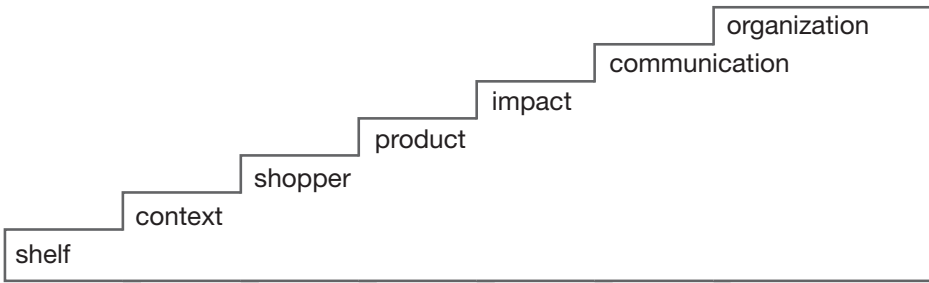 organization
communication
impact
product
shopper
context
shelf